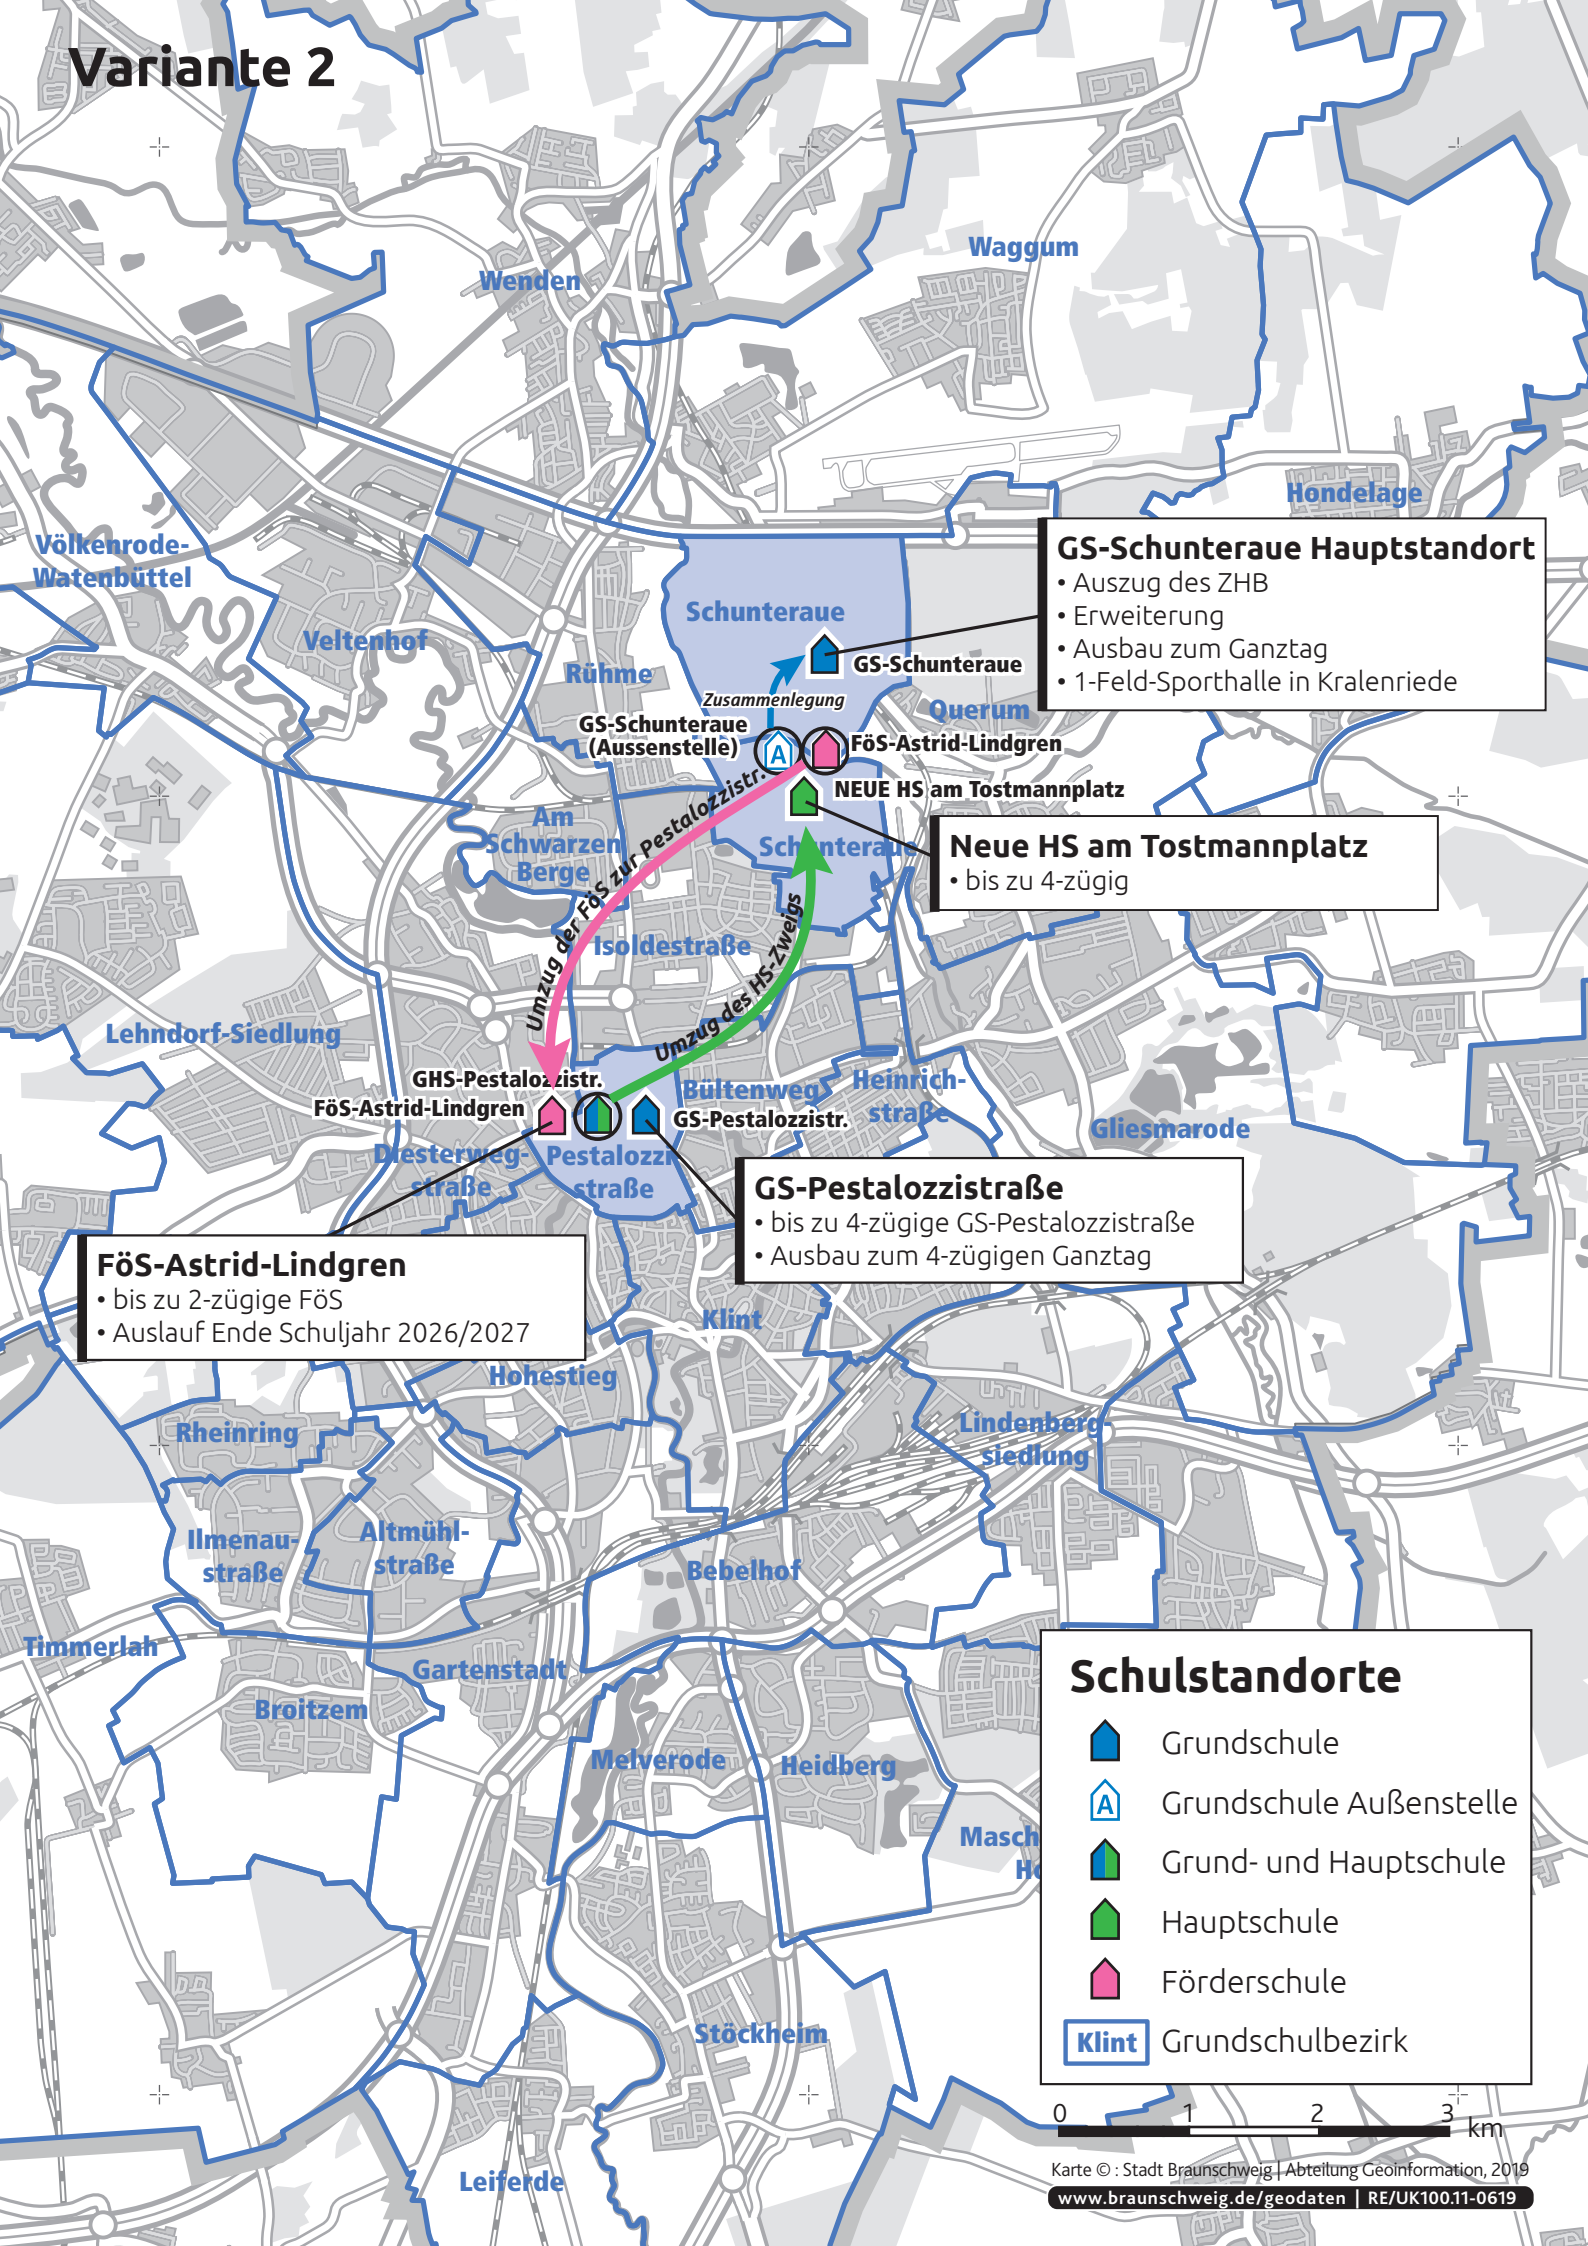 Variante 2
Waggum
Wenden
Hondelage
Völkenrode-
Watenbüttel
GS-Schunteraue Hauptstandort
• Auszug des ZHB
• Erweiterung
• Ausbau zum Ganztag
• 1-Feld-Sporthalle in Kralenriede
Schunteraue
Veltenhof
Rühme
GS-Schunteraue
Zusammenlegung
Querum
GS-Schunteraue
(Aussenstelle)
A
FöS-Astrid-Lindgren
NEUE HS am Tostmannplatz
Umzug der FöS zur Pestalozzistr.
Am
Schwarzen
Berge
Schunteraue
Neue HS am Tostmannplatz
• bis zu 4-zügig
Isoldestraße
Umzug des HS-Zweigs
Lehndorf-Siedlung
GHS-Pestalozzistr.
FöS-Astrid-Lindgren
Bültenweg
GS-Pestalozzistr.
Heinrich-
straße
Gliesmarode
Diesterweg-
straße
Pestalozzi
straße
GS-Pestalozzistraße
• bis zu 4-zügige GS-Pestalozzistraße
• Ausbau zum 4-zügigen Ganztag
FöS-Astrid-Lindgren
• bis zu 2-zügige FöS
• Auslauf Ende Schuljahr 2026/2027
Klint
Hohestieg
Rheinring
Lindenberg-
siedlung
Ilmenau-
straße
Altmühl-
straße
Bebelhof
Timmerlah
Gartenstadt
Broitzem
Melverode
Heidberg
Masch
Stöckheim
Leiferde
Schulstandorte
Grundschule
A Grundschule Außenstelle
Grund- und Hauptschule
Hauptschule
Förderschule
Klint Grundschulbezirk
0 1 2 3 km
Karte © : Stadt Braunschweig | Abteilung Geoinformation, 2019
www.braunschweig.de/geodaten | RE/UK100.11-0619